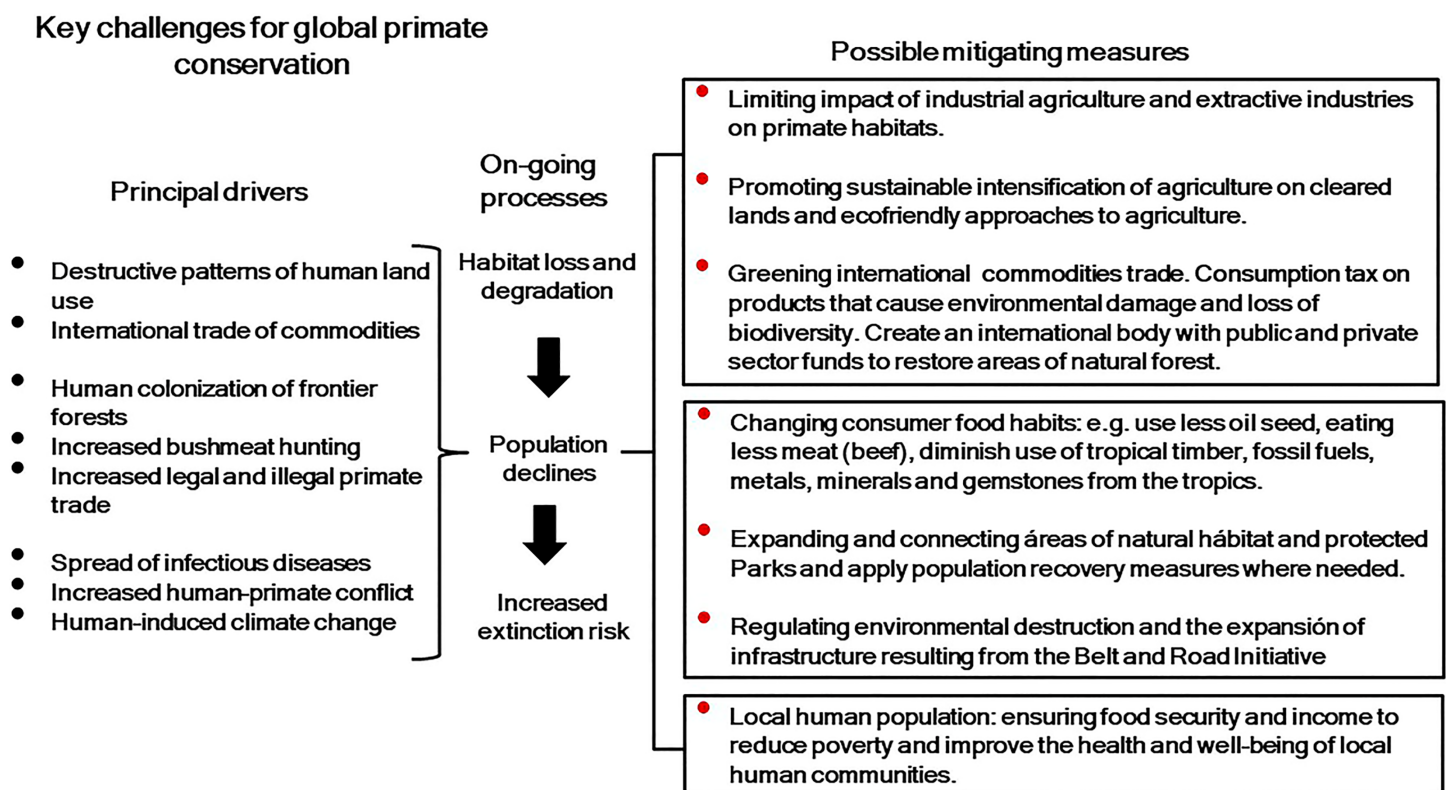 Key challenges for global primate
conservation
Principal drivers
Destructive patterns of human land
use
International trade of commodities
Human colonization of frontier
forests
Increased bushmeat hunting
Increased legal and illegal primate
trade
Spread of infectious diseases
Increased human-primate conflict
Human-induced climate change
On-going
processes
Habitat loss and
degradation
Population
declines
Increased
extinction risk
Possible mitigating measures
Limiting impact of industrial agriculture and extractive industries
on primate habitats.
Promoting sustainable intensification of agriculture on cleared
lands and ecofriendly approaches to agriculture.
Greening international commodities trade. Consumption tax on
products that cause environmental damage and loss of
biodiversity. Create an international body with public and private
sector funds to restore areas of natural forest.
Changing consumer food habits: e.g. use less oil seed, eating
less meat (beef), diminish use of tropical timber, fossil fuels,
metals, minerals and gemstones from the tropics.
Expanding and connecting áreas of natural hábitat and protected
Parks and apply population recovery measures where needed.
Regulating environmental destruction and the expansión of
infrastructure resulting from the Belt and Road Initiative
Local human population: ensuring food security and income to
reduce poverty and improve the health and well-being of local
human communities.